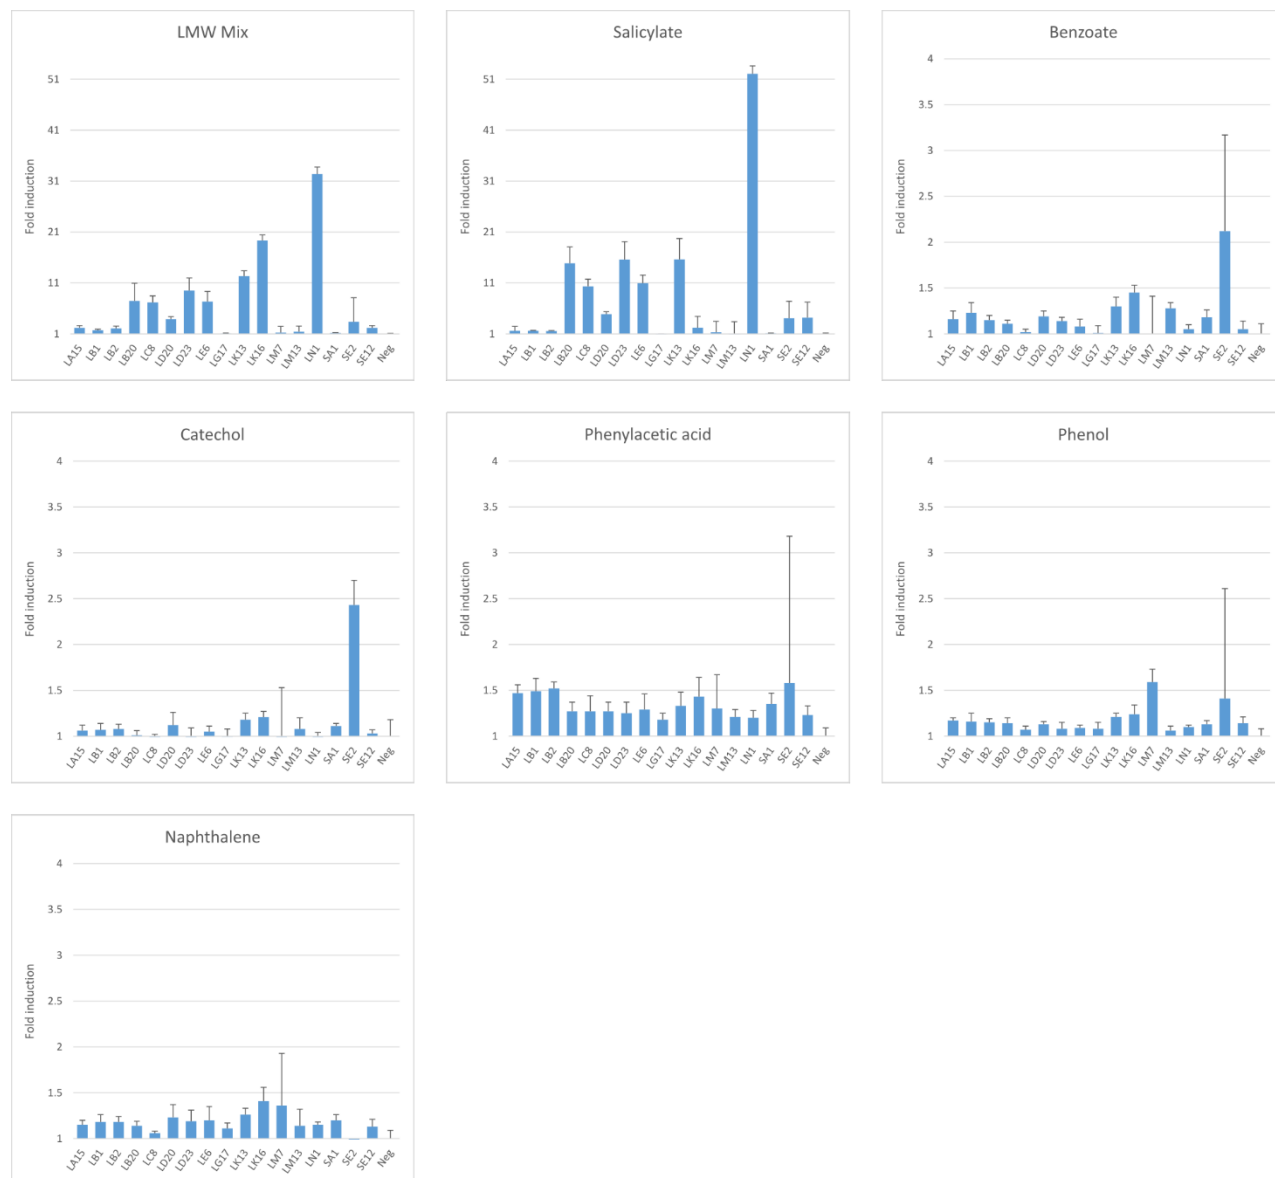 LMW Mix
Fold induction
51
41
31
21
11
1
LA15 LB1 LB2 LB20 LC8 LD20 LD23 LE6 LG17 LK13 LK16 LM7 LM13 LN1 SA1 SE2 SE12 Neg
Salicylate
Fold induction
51
41
31
21
11
1
LA15 LB1 LB2 LB20 LC8 LD20 LD23 LE6 LG17 LK13 LK16 LM7 LM13 LN1 SA1 SE2 SE12 Neg
Benzoate
Fold induction
4
3.5
3
2.5
2
1.5
1
LA15 LB1 LB2 LB20 LC8 LD20 LD23 LE6 LG17 LK13 LK16 LM7 LM13 LN1 SA1 SE2 SE12 Neg
Catechol
Fold induction
4
3.5
3
2.5
2
1.5
1
LA15 LB1 LB2 LB20 LC8 LD20 LD23 LE6 LG17 LK13 LK16 LM7 LM13 LN1 SA1 SE2 SE12 Neg
Phenylacetic acid
Fold induction
4
3.5
3
2.5
2
1.5
1
LA15 LB1 LB2 LB20 LC8 LD20 LD23 LE6 LG17 LK13 LK16 LM7 LM13 LN1 SA1 SE2 SE12 Neg
Phenol
Fold induction
4
3.5
3
2.5
2
1.5
1
LA15 LB1 LB2 LB20 LC8 LD20 LD23 LE6 LG17 LK13 LK16 LM7 LM13 LN1 SA1 SE2 SE12 Neg
Naphthalene
Fold induction
4
3.5
3
2.5
2
1.5
1
LA15 LB1 LB2 LB20 LC8 LD20 LD23 LE6 LG17 LK13 LK16 LM7 LM13 LN1 SA1 SE2 SE12 Neg